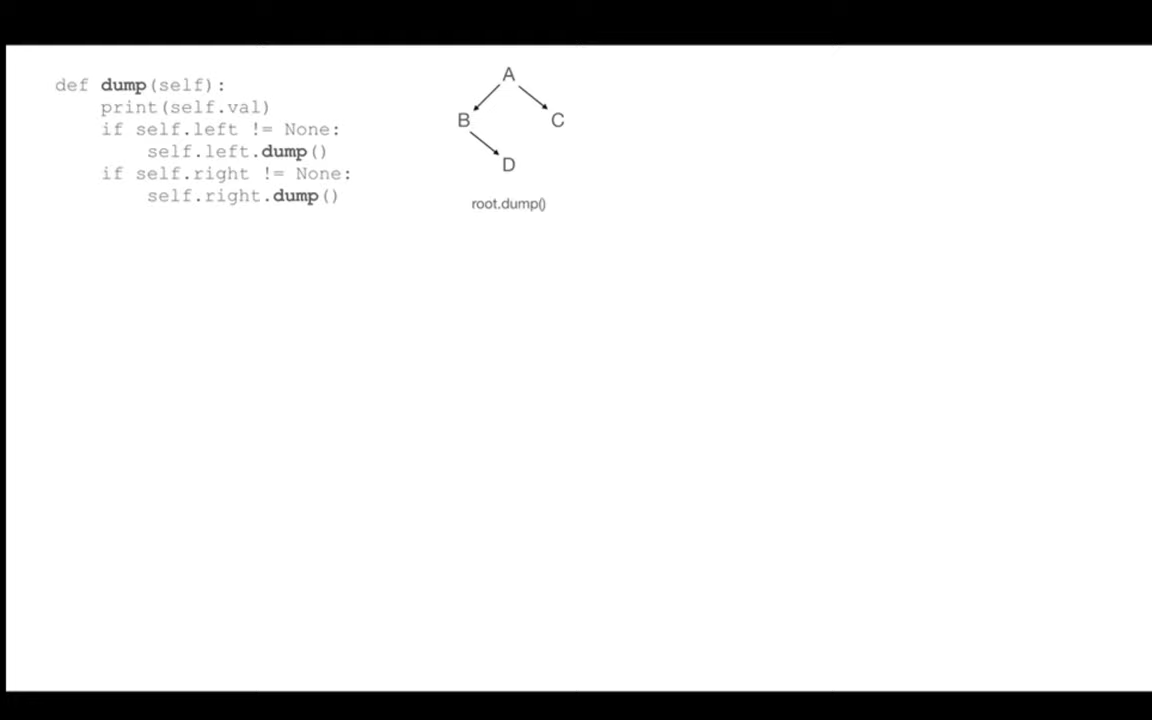 def dump(self):
    print(self.val)
    if self.left != None:
        self.left.dump()
    if self.right != None:
        self.right.dump()
A
B C
D
root.dump()